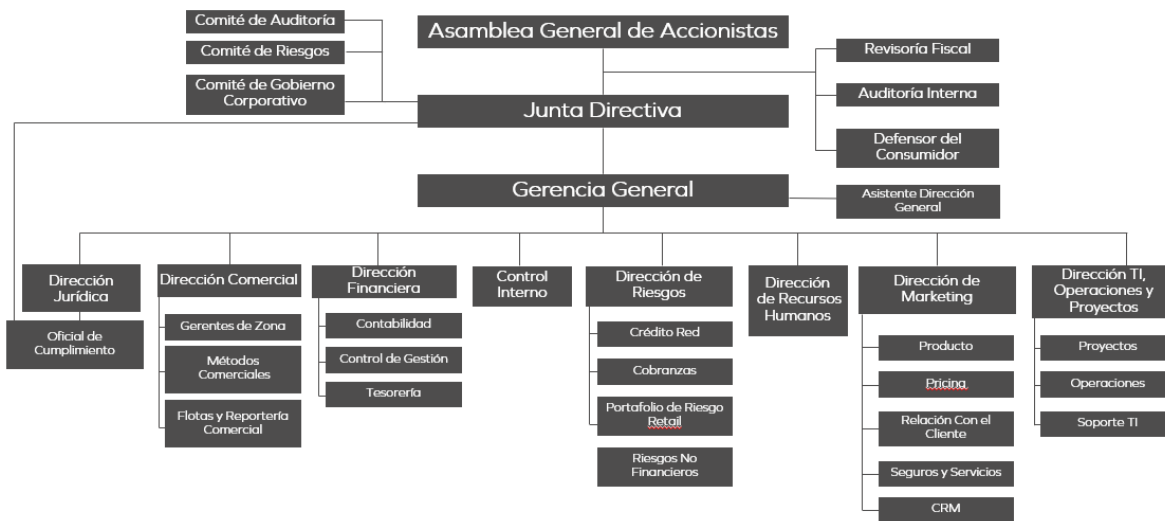 Comité de Auditoría
Comité de Riesgos
Comité de Gobierno
Corporativo
Asamblea General de Accionistas
Junta Directiva
Gerencia General
Revisoría Fiscal
Auditoría Interna
Defensor del
Consumidor
Asistente Dirección
General
Dirección
Jurídica
Oficial de
Cumplimiento
Dirección Comercial
Gerentes de Zona
Métodos
Comerciales
Flotas y Reportería
Comercial
Dirección
Financiera
Contabilidad
Control de Gestión
Tesorería
Control
Interno
Dirección de
Riesgos
Crédito Red
Cobranzas
Portafolio de Riesgo
Retail
Riesgos No
Financieros
Dirección
de Recursos
Humanos
Dirección de
Marketing
Producto
Pricing
Relación Con el
Cliente
Seguros y Servicios
CRM
Dirección TI,
Operaciones y
Proyectos
Proyectos
Operaciones
Soporte TI